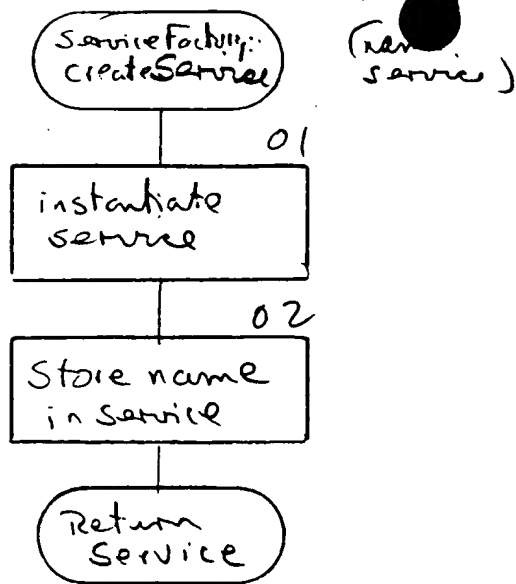 ServiceFactory::
createService
service)
01
instantiate
service
02
Store name
in service
Return
Service